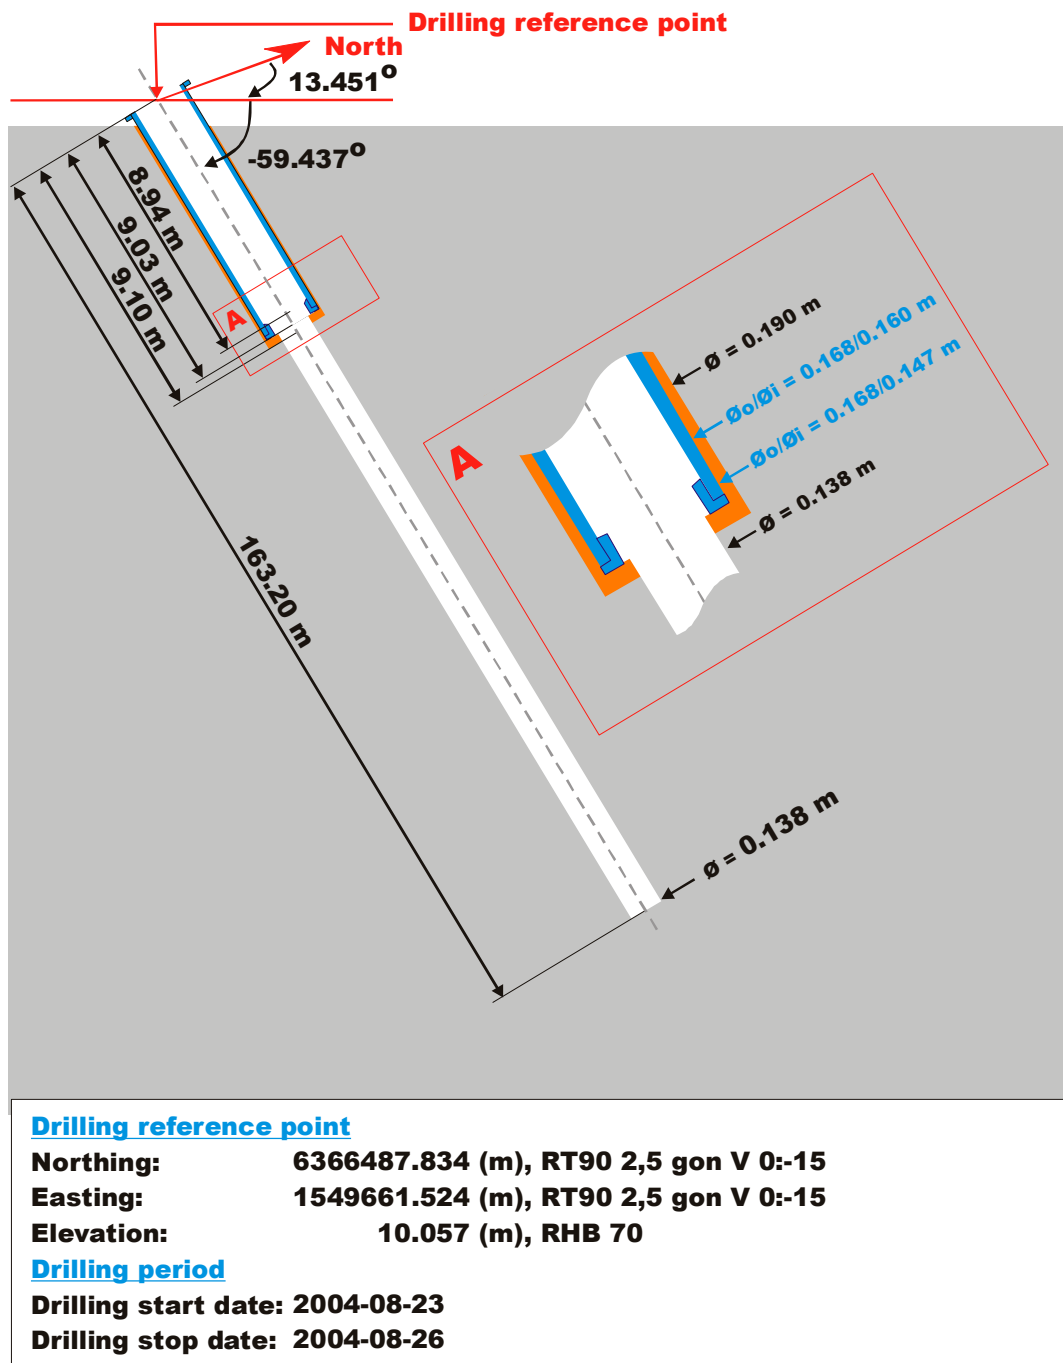 Drilling reference point
North
13.451°
-59.437°
8.94 m
9.03 m
9.10 m
A
ø = 0.190 m
Øo/Øi = 0.168/0.160 m
Øo/Øi = 0.168/0.147 m
A
ø = 0.138 m
163.20 m
ø = 0.138 m
Drilling reference point
Northing: 6366487.834 (m), RT90 2,5 gon V 0:-15
Easting: 1549661.524 (m), RT90 2,5 gon V 0:-15
Elevation: 10.057 (m), RHB 70
Drilling period
Drilling start date: 2004-08-23
Drilling stop date: 2004-08-26